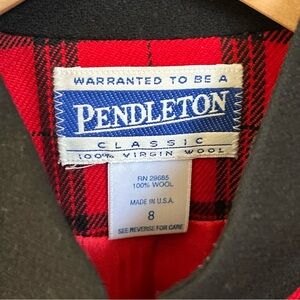 WARRANTED TO BE A
PENDLETON
CLASSIC
100% VIRGIN WOOL
RN 29685
100% WOOL
MADE IN U.S.A.
8
SEE REVERSE FOR CARE